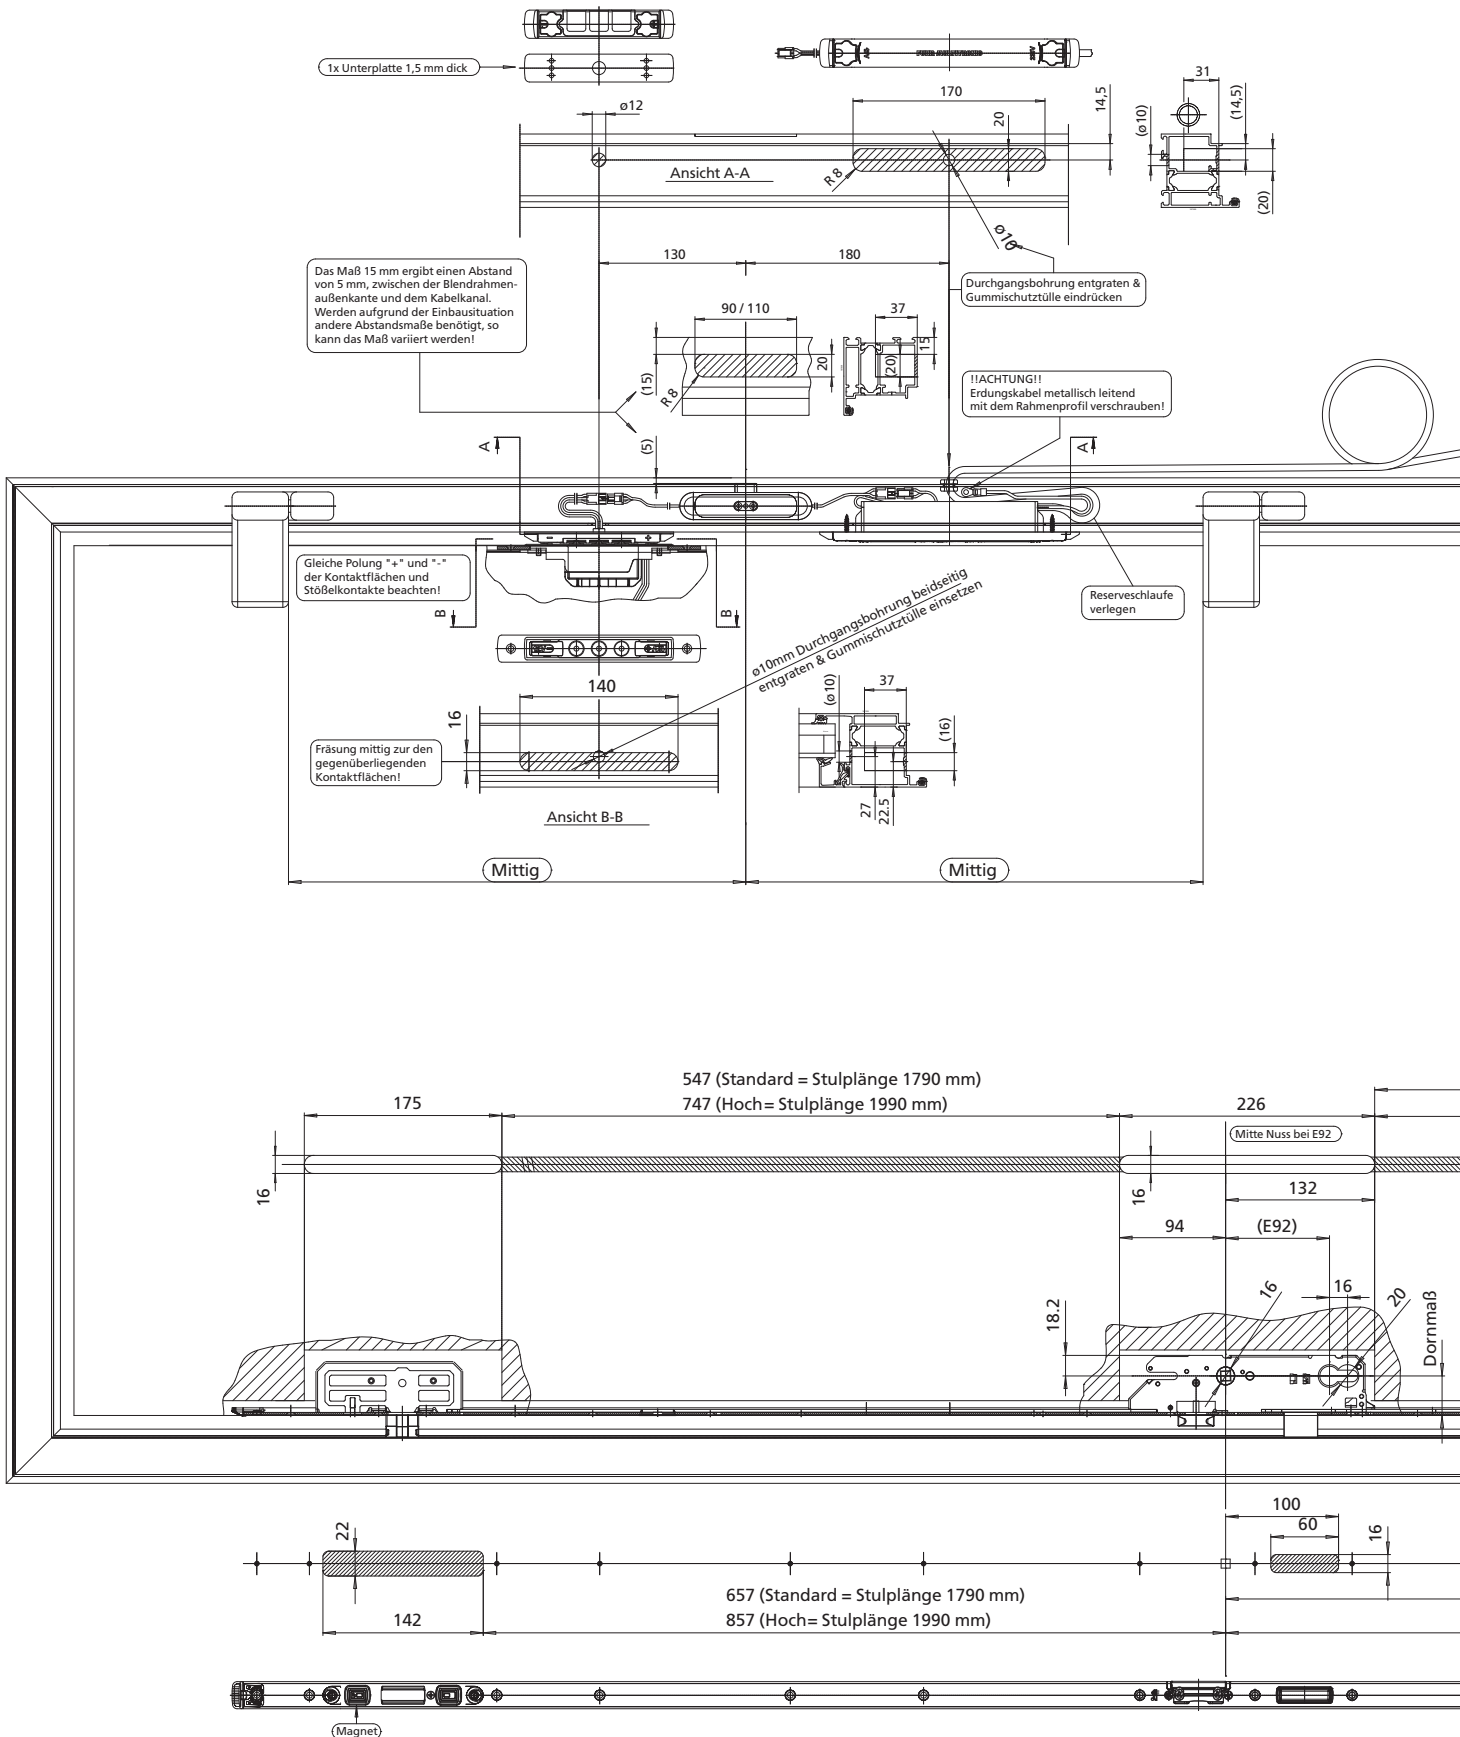 1x Unterplatte 1,5 mm dick
A6
FUHR AUTOTRONIC
230V
ø12
170
20
14,5
31
(14,5)
(ø10)
(20)
R 8
Ansicht A-A
ø10
130
180
Das Maß 15 mm ergibt einen Abstand
von 5 mm, zwischen der Blendrahmen-
außenkante und dem Kabelkanal.
Werden aufgrund der Einbausituation
andere Abstandsmaße benötigt, so
kann das Maß variiert werden!
Durchgangsbohrung entgraten &
Gummischutztülle eindrücken
90 / 110
37
15
20
(20)
(15)
R 8
!!ACHTUNG!!
Erdungskabel metallisch leitend
mit dem Rahmenprofil verschrauben!
A
(5)
A
- +
Gleiche Polung "+" und "-"
der Kontaktflächen und
Stößelkontakte beachten!
B
B
Reserveschlaufe
verlegen
ø10mm Durchgangsbohrung beidseitig
entgraten & Gummischutztülle einsetzen
140
16
37
(ø10)
(16)
Fräsung mittig zur den
gegenüberliegenden
Kontaktflächen!
27
22.5
Ansicht B-B
Mittig
Mittig
547 (Standard = Stulplänge 1790 mm)
747 (Hoch= Stulplänge 1990 mm)
175
226
Mitte Nuss bei E92
16
16
132
94
(E92)
18.2
16
16
20
Dornmaß
100
60
16
22
657 (Standard = Stulplänge 1790 mm)
857 (Hoch= Stulplänge 1990 mm)
142
Magnet